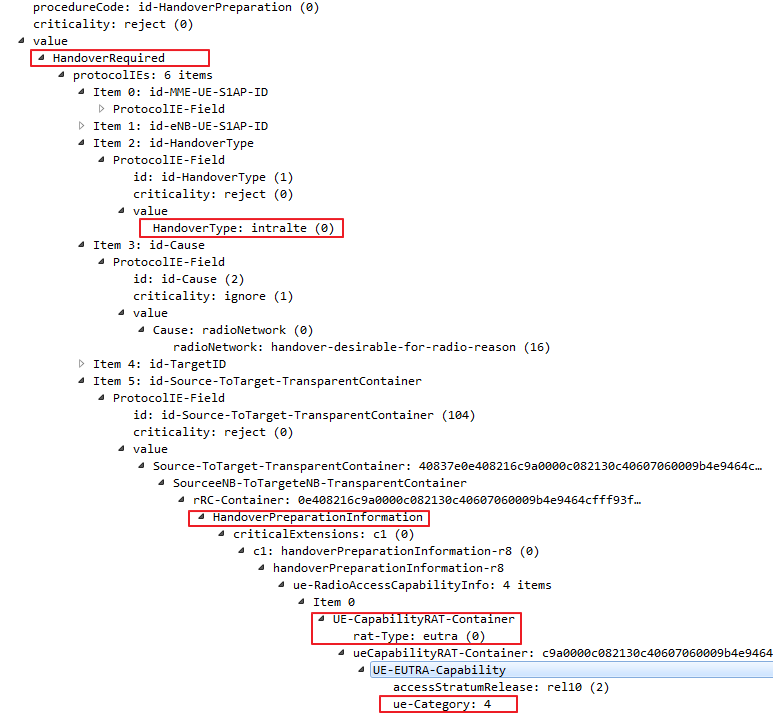 procedureCode: id-HandoverPreparation (0)
criticality: reject (0)
value
HandoverRequired
protocolIEs: 6 items
Item 0: id-MME-UE-S1AP-ID
ProtocolIE-Field
Item 1: id-eNB-UE-S1AP-ID
Item 2: id-HandoverType
ProtocolIE-Field
id: id-HandoverType (1)
criticality: reject (0)
value
HandoverType: intralte (0)
Item 3: id-Cause
ProtocolIE-Field
id: id-Cause (2)
criticality: ignore (1)
value
Cause: radioNetwork (0)
radioNetwork: handover-desirable-for-radio-reason (16)
Item 4: id-TargetID
Item 5: id-Source-ToTarget-TransparentContainer
ProtocolIE-Field
id: id-Source-ToTarget-TransparentContainer (104)
criticality: reject (0)
value
Source-ToTarget-TransparentContainer: 40837e0e408216c9a0000c082130c40607060009b4e9464c…
SourceeNB-ToTargeteNB-TransparentContainer
rRC-Container: 0e408216c9a0000c082130c40607060009b4e9464cfff93f…
HandoverPreparationInformation
criticalExtensions: c1 (0)
c1: handoverPreparationInformation-r8 (0)
handoverPreparationInformation-r8
ue-RadioAccessCapabilityInfo: 4 items
Item 0
UE-CapabilityRAT-Container
rat-Type: eutra (0)
ueCapabilityRAT-Container: c9a0000c082130c40607060009b4e9464
UE-EUTRA-Capability
accessStratumRelease: rel10 (2)
ue-Category: 4